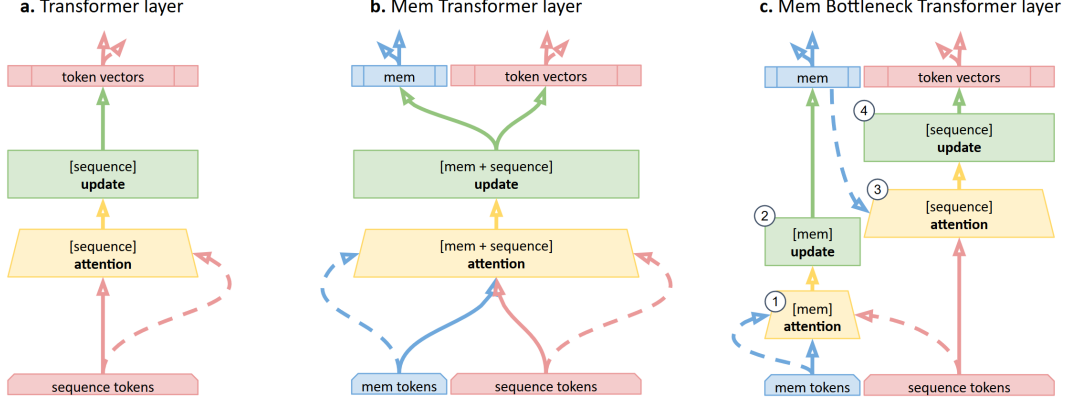 a. Transformer layer
token vectors
[sequence]
update
[sequence]
attention
sequence tokens
b. Mem Transformer layer
mem
token vectors
[mem + sequence]
update
[mem + sequence]
attention
mem tokens
sequence tokens
c. Mem Bottleneck Transformer layer
mem
token vectors
4
[sequence]
update
3
[sequence]
attention
2
[mem]
update
1
[mem]
attention
mem tokens
sequence tokens